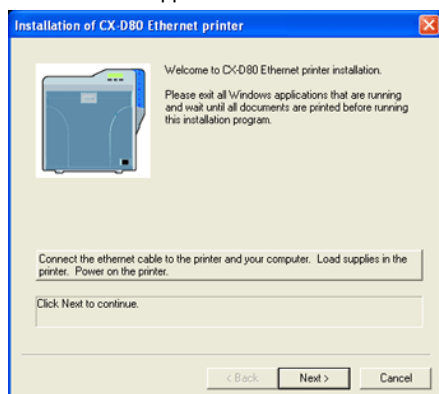 Installation of CX-D80 Ethernet printer
Welcome to CX-D80 Ethernet printer installation.
Please exit all Windows applications that are running
and wait until all documents are printed before running
this installation program.
Connect the ethernet cable to the printer and your computer. Load supplies in the
printer. Power on the printer.
Click Next to continue.
< Back
Next >
Cancel